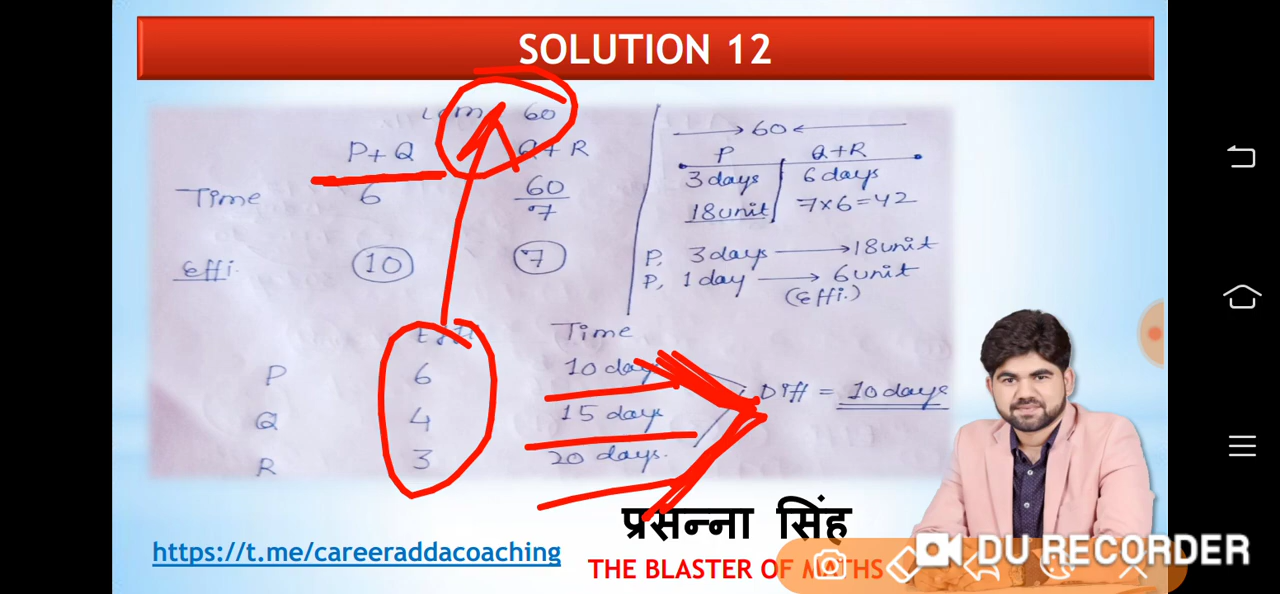 SOLUTION 12
Lcm 60
P+Q Q+R
Time 6 60/7
Effi. 10 7
→ 60 ←
P Q+R
3 days 6 days
18 unit 7×6=42
P, 3 days → 18 unit
P, 1 day → 6 unit
(Effi.)
Eff Time
P 6 10 days
Q 4 15 days
R 3 20 days.
Diff = 10 days
प्रसन्ना सिंह
https://t.me/careeraddacoaching
THE BLASTER OF MATHS
DU RECORDER